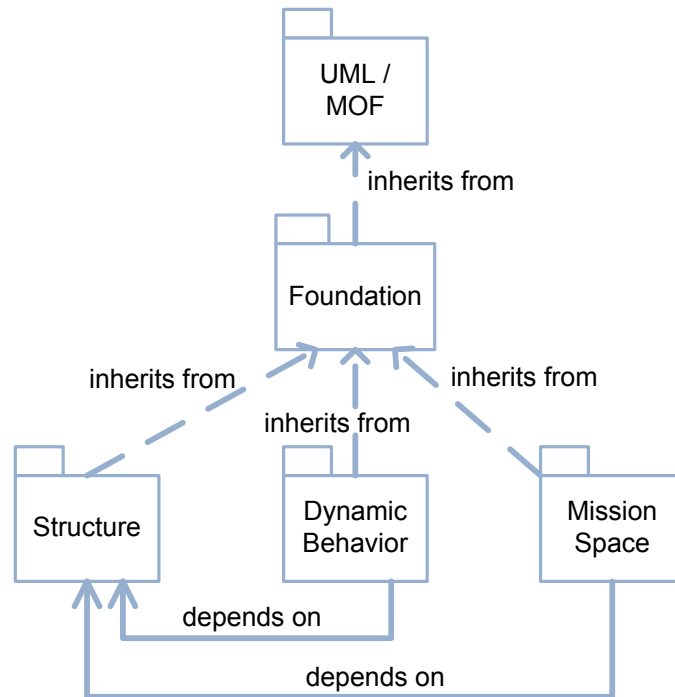 UML /
MOF
inherits from
Foundation
inherits from
inherits from
inherits from
Structure
Dynamic
Behavior
Mission
Space
depends on
depends on